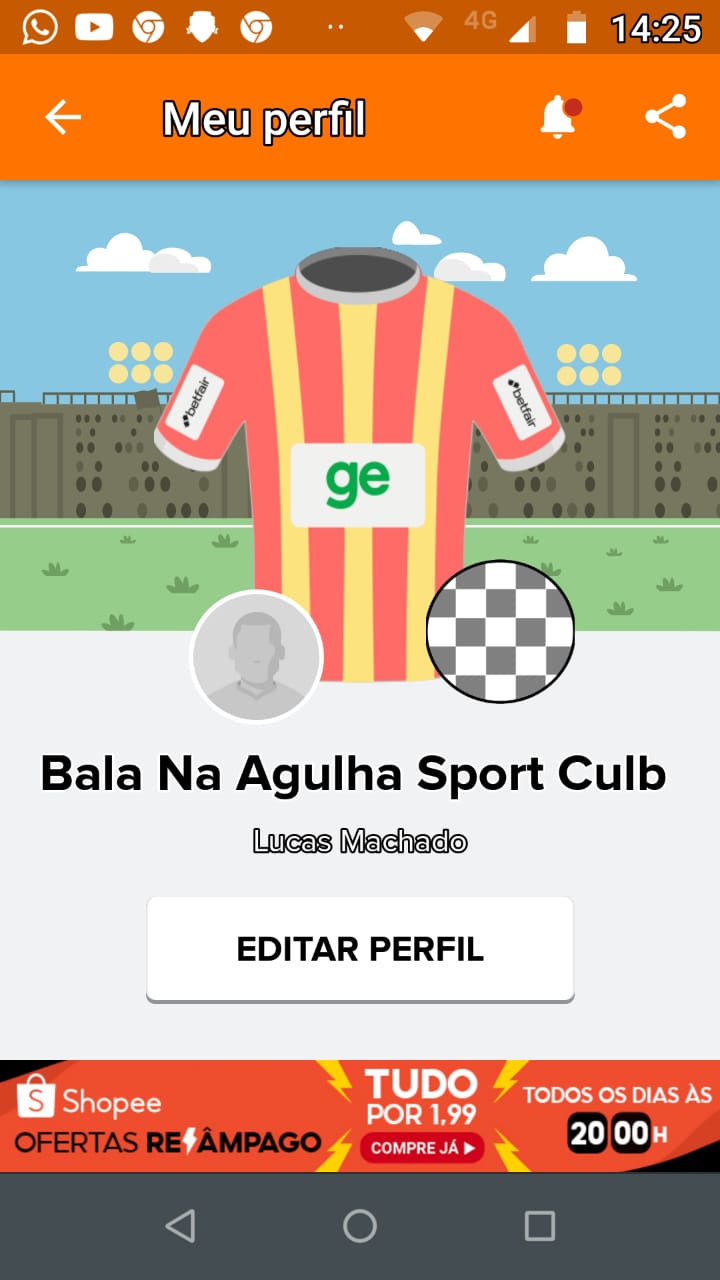 4G
14:25
Meu perfil
betfair
betfair
ge
Bala Na Agulha Sport Culb
Lucas Machado
EDITAR PERFIL
S Shopee
OFERTAS RELÂMPAGO
TUDO
POR 1,99
COMPRE JÁ
TODOS OS DIAS ÀS
20 00 H